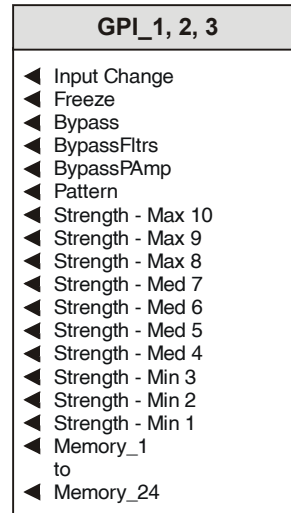 GPI_1, 2, 3
◀ Input Change
◀ Freeze
◀ Bypass
◀ BypassFltrs
◀ BypassPAmp
◀ Pattern
◀ Strength - Max 10
◀ Strength - Max 9
◀ Strength - Max 8
◀ Strength - Med 7
◀ Strength - Med 6
◀ Strength - Med 5
◀ Strength - Med 4
◀ Strength - Min 3
◀ Strength - Min 2
◀ Strength - Min 1
◀ Memory_1
to
◀ Memory_24